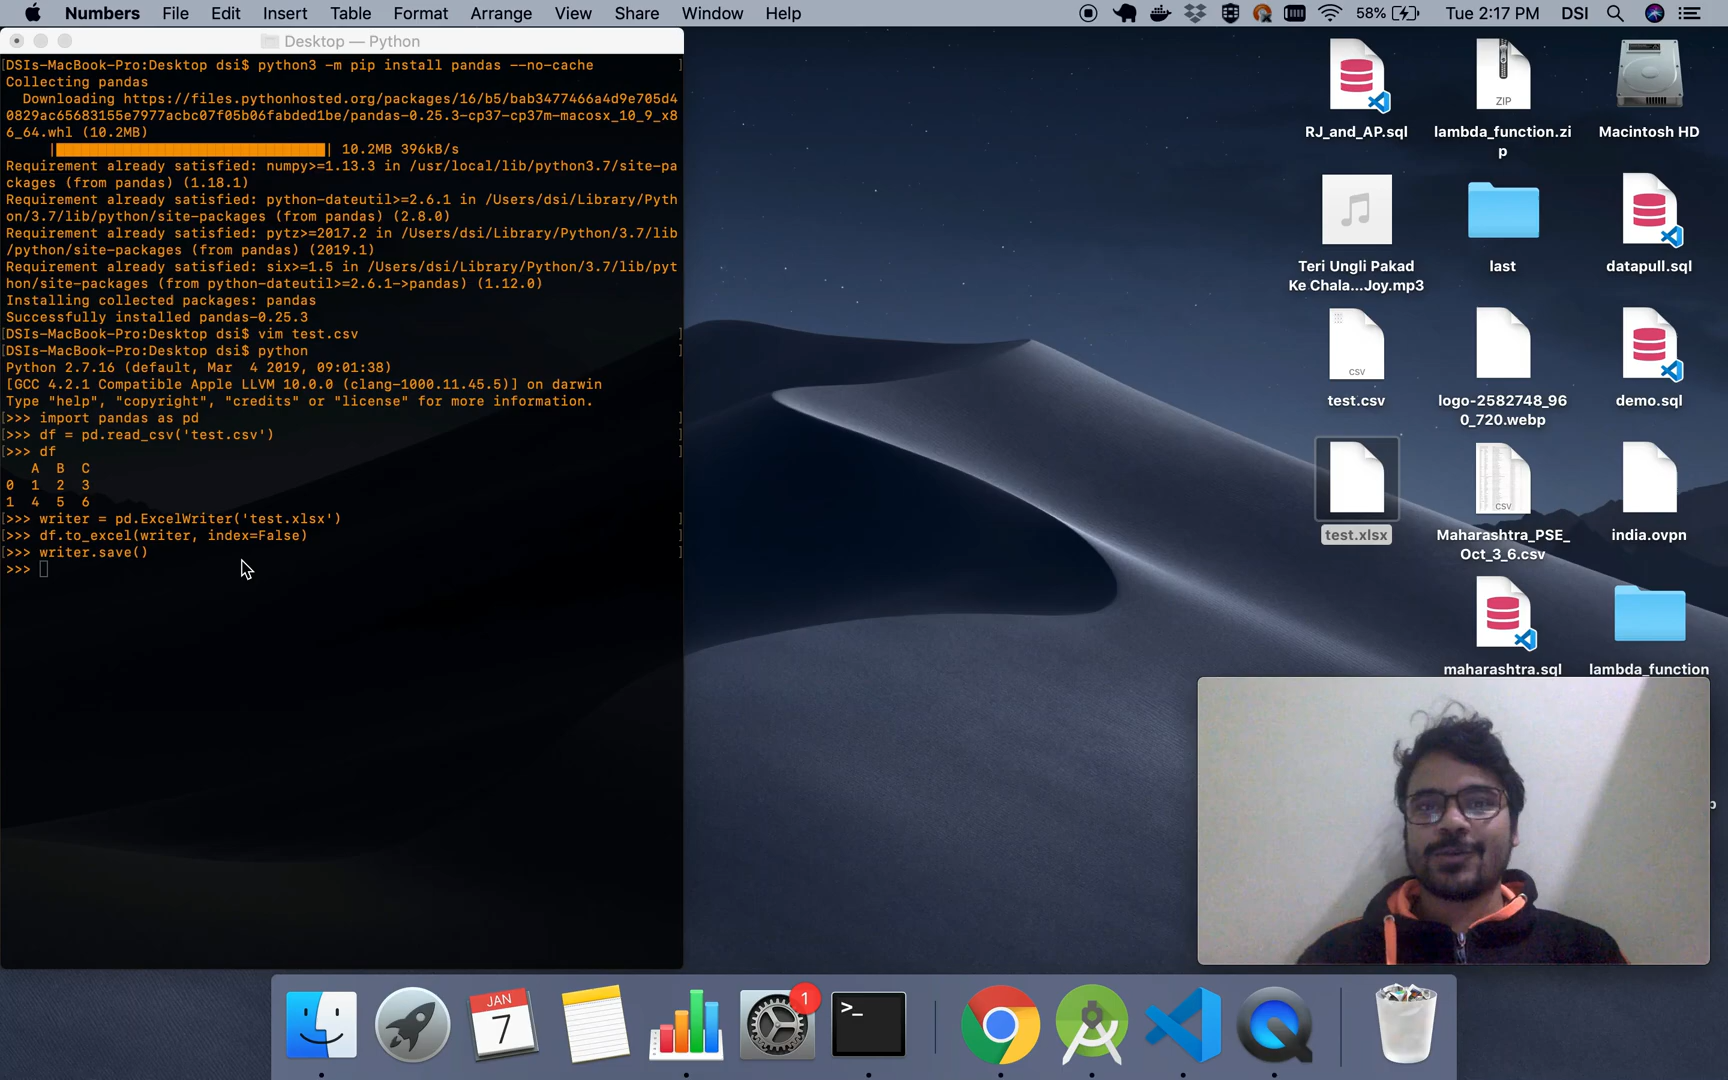 Numbers File Edit Insert Table Format Arrange View Share Window Help 58% Tue 2:17 PM DSI
Desktop — Python
[DSIs-MacBook-Pro:Desktop dsi$ python3 -m pip install pandas --no-cache ]
Collecting pandas
Downloading https://files.pythonhosted.org/packages/16/b5/bab3477466a4d9e705d4
0829ac65683155e7977acbc07f05b06fabded1be/pandas-0.25.3-cp37-cp37m-macosx_10_9_x8
6_64.whl (10.2MB)
|████████████████████████████████| 10.2MB 396kB/s
Requirement already satisfied: numpy>=1.13.3 in /usr/local/lib/python3.7/site-pa
ckages (from pandas) (1.18.1)
Requirement already satisfied: python-dateutil>=2.6.1 in /Users/dsi/Library/Pyth
on/3.7/lib/python/site-packages (from pandas) (2.8.0)
Requirement already satisfied: pytz>=2017.2 in /Users/dsi/Library/Python/3.7/lib
/python/site-packages (from pandas) (2019.1)
Requirement already satisfied: six>=1.5 in /Users/dsi/Library/Python/3.7/lib/pyt
hon/site-packages (from python-dateutil>=2.6.1->pandas) (1.12.0)
Installing collected packages: pandas
Successfully installed pandas-0.25.3
[DSIs-MacBook-Pro:Desktop dsi$ vim test.csv ]
[DSIs-MacBook-Pro:Desktop dsi$ python ]
Python 2.7.16 (default, Mar  4 2019, 09:01:38)
[GCC 4.2.1 Compatible Apple LLVM 10.0.0 (clang-1000.11.45.5)] on darwin
Type "help", "copyright", "credits" or "license" for more information.
[>>> import pandas as pd ]
[>>> df = pd.read_csv('test.csv') ]
[>>> df ]
A B C
0 1 2 3
1 4 5 6
[>>> writer = pd.ExcelWriter('test.xlsx') ]
[>>> df.to_excel(writer, index=False) ]
[>>> writer.save() ]
>>>
RJ_and_AP.sql
ZIP
lambda_function.zi
p
Macintosh HD
Teri Ungli Pakad
Ke Chala...Joy.mp3
last
datapull.sql
CSV
test.csv
logo-2582748_96
0_720.webp
demo.sql
test.xlsx
CSV
Maharashtra_PSE_
Oct_3_6.csv
india.ovpn
maharashtra.sql
lambda_function
p
JAN
7
1
>_